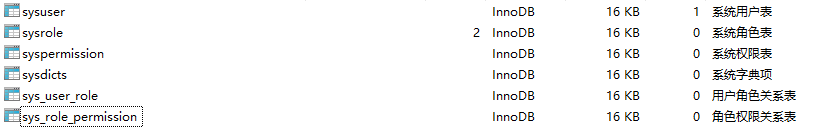 sysuser InnoDB 16 KB 1 系统用户表
sysrole 2 InnoDB 16 KB 0 系统角色表
syspermission InnoDB 16 KB 0 系统权限表
sysdicts InnoDB 16 KB 0 系统字典项
sys_user_role InnoDB 16 KB 0 用户角色关系表
sys_role_permission InnoDB 16 KB 0 角色权限关系表